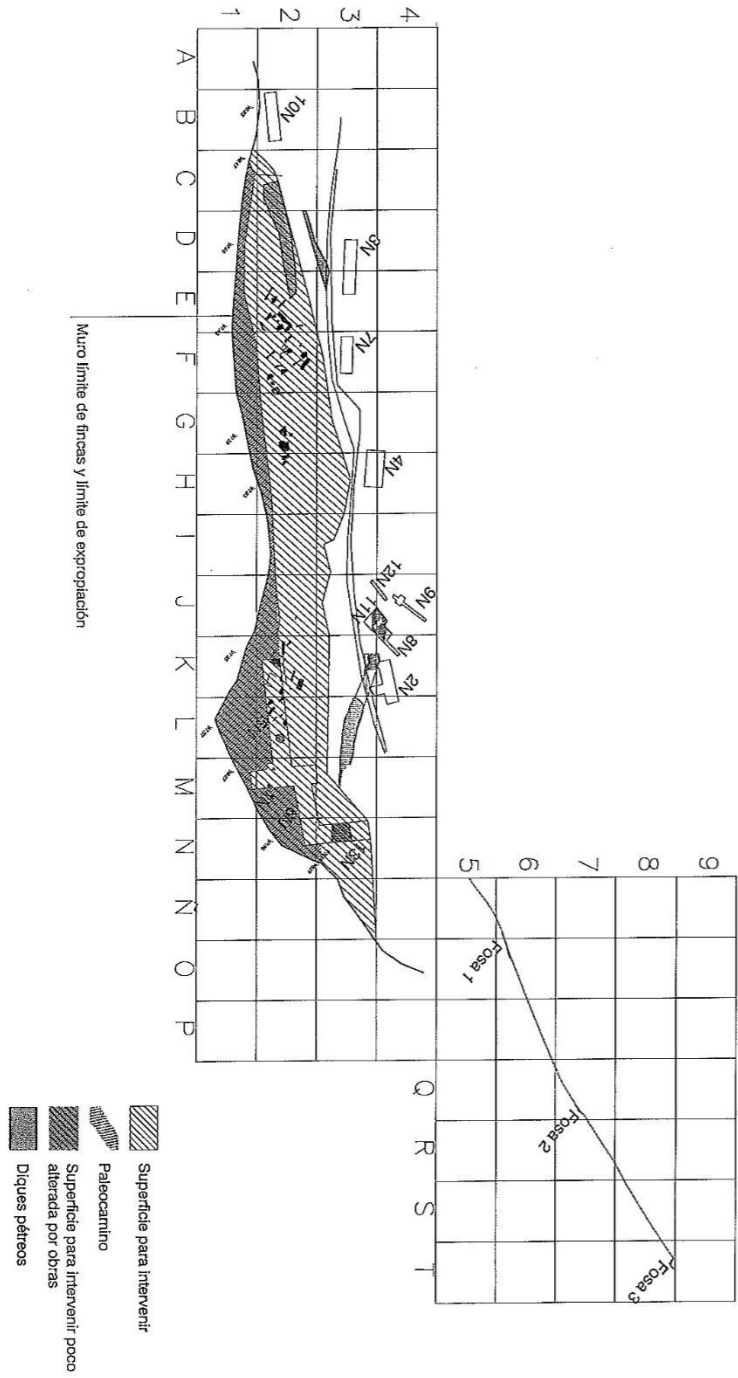 1 2 3 4
A
B
C
D
E
F
G
H
I
J
K
L
M
N
Ñ
O
P
5 6 7 8 9
Q
R
S
T
10N
3N
7N
4N
12N
9N
11N
8N
2N
13N
Fosa 1
Fosa 2
Fosa 3
Muro límite de fincas y límite de expropiación
Superficie para intervenir
Paleocamino
Superficie para intervenir poco
alterada por obras
Diques pétreos